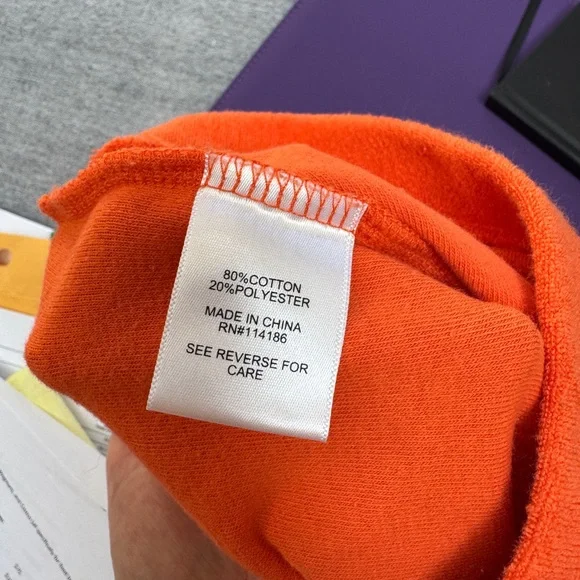 80%COTTON
20%POLYESTER
MADE IN CHINA
RN#114186
SEE REVERSE FOR
CARE